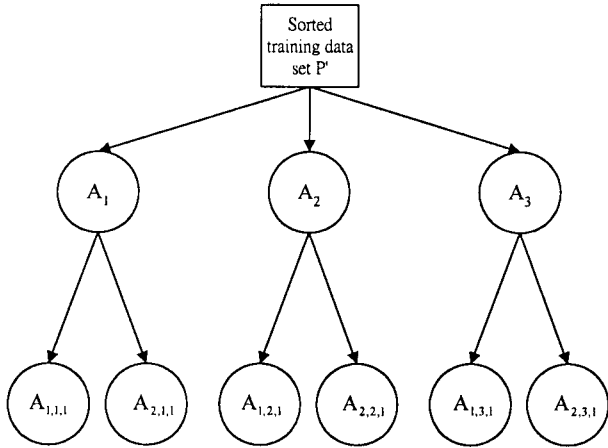 Sorted
training data
set P'
A₁ A₂ A₃
A₁,₁,₁ A₂,₁,₁ A₁,₂,₁ A₂,₂,₁ A₁,₃,₁ A₂,₃,₁